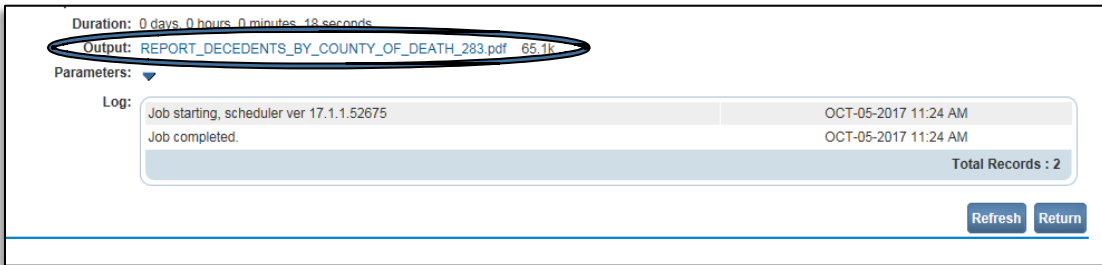 Duration: 0 days, 0 hours, 0 minutes, 18 seconds
Output: REPORT_DECEDENTS_BY_COUNTY_OF_DEATH_283.pdf 65.1k
Parameters:
Log:
Job starting, scheduler ver 17.1.1.52675 OCT-05-2017 11:24 AM
Job completed. OCT-05-2017 11:24 AM
Total Records : 2
Refresh Return